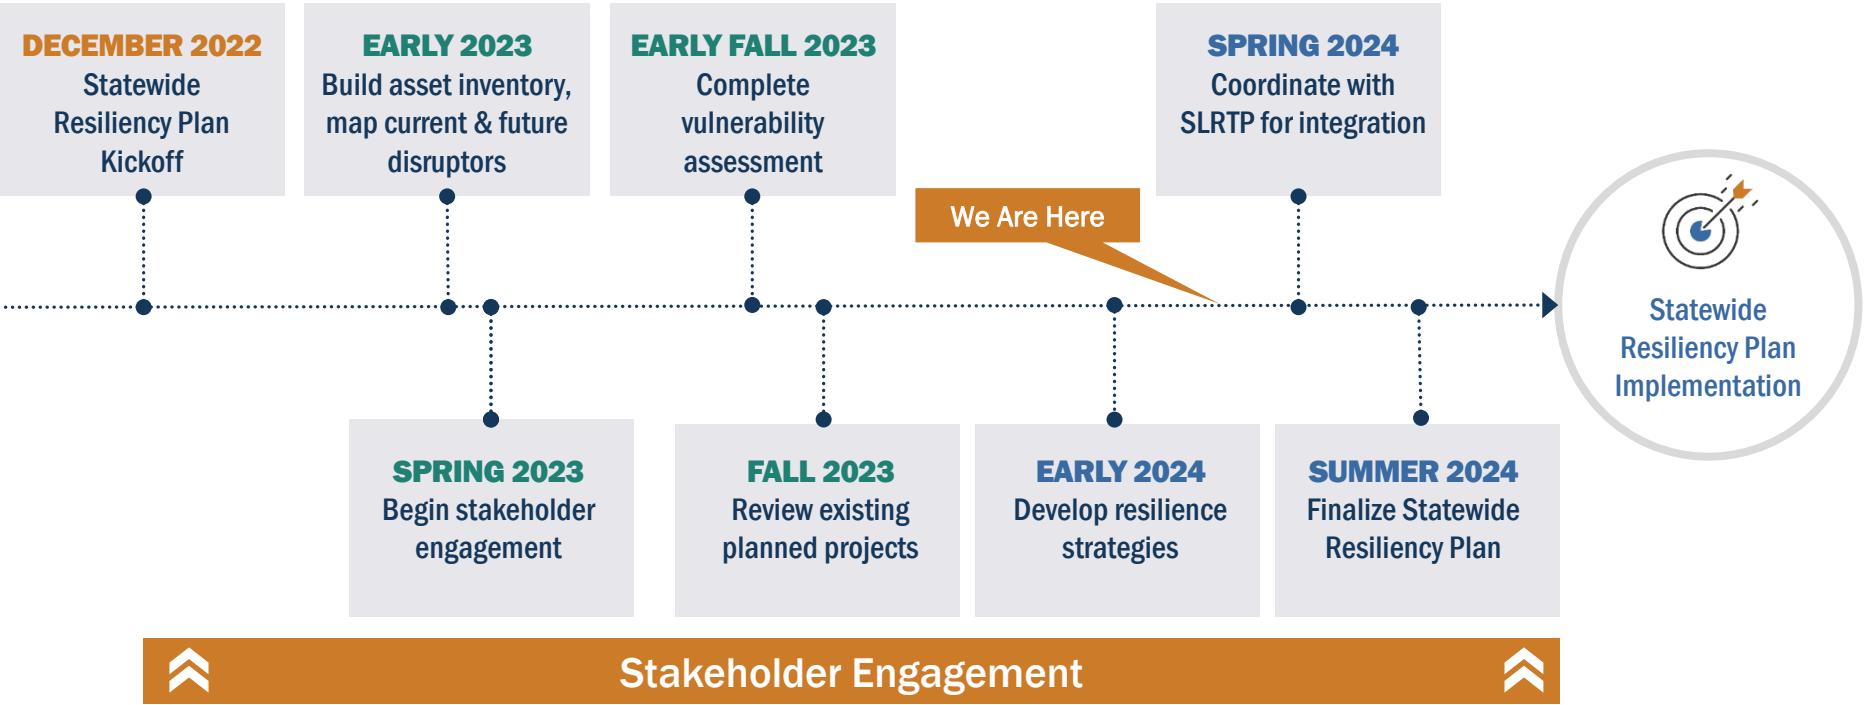 DECEMBER 2022
Statewide
Resiliency Plan
Kickoff
EARLY 2023
Build asset inventory,
map current & future
disruptors
EARLY FALL 2023
Complete
vulnerability
assessment
SPRING 2024
Coordinate with
SLRTP for integration
We Are Here
Statewide
Resiliency Plan
Implementation
SPRING 2023
Begin stakeholder
engagement
FALL 2023
Review existing
planned projects
EARLY 2024
Develop resilience
strategies
SUMMER 2024
Finalize Statewide
Resiliency Plan
Stakeholder Engagement